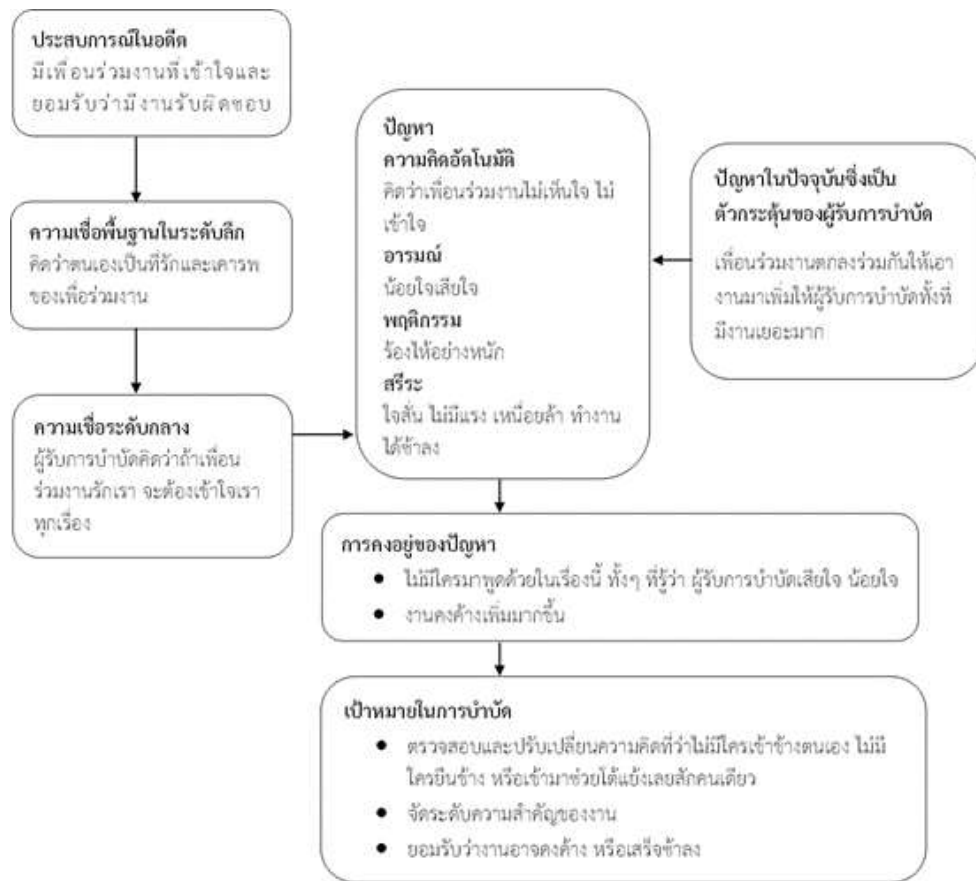 ประสบการณ์ในอดีต
มีเพื่อนร่วมงานที่เข้าใจและ
ยอมรับว่ามีงานรับผิดชอบ
ความเชื่อพื้นฐานในระดับลึก
คิดว่าตนเองเป็นที่รักและเคารพ
ของเพื่อร่วมงาน
ความเชื่อระดับกลาง
ผู้รับการบำบัดคิดว่าถ้าเพื่อน
ร่วมงานรักเรา จะต้องเข้าใจเรา
ทุกเรื่อง
ปัญหา
ความคิดอัตโนมัติ
คิดว่าเพื่อนร่วมงานไม่เห็นใจ ไม่
เข้าใจ
อารมณ์
น้อยใจเสียใจ
พฤติกรรม
ร้องไห้อย่างหนัก
สรีระ
ใจสั่น ไม่มีแรง เหนื่อยล้า ทำงาน
ได้ช้าลง
ปัญหาในปัจจุบันซึ่งเป็น
ตัวกระตุ้นของผู้รับการบำบัด
เพื่อนร่วมงานตกลงร่วมกันให้เอา
งานมาเพิ่มให้ผู้รับการบำบัดทั้งที่
มีงานเยอะมาก
การคงอยู่ของปัญหา
● ไม่มีใครมาพูดด้วยในเรื่องนี้ ทั้งๆ ที่รู้ว่า ผู้รับการบำบัดเสียใจ น้อยใจ
● งานคงค้างเพิ่มมากขึ้น
เป้าหมายในการบำบัด
● ตรวจสอบและปรับเปลี่ยนความคิดที่ว่าไม่มีใครเข้าข้างตนเอง ไม่มี
ใครยืนข้าง หรือเข้ามาช่วยโต้แย้งเลยสักคนเดียว
● จัดระดับความสำคัญของงาน
● ยอมรับว่างานอาจคงค้าง หรือเสร็จช้าลง